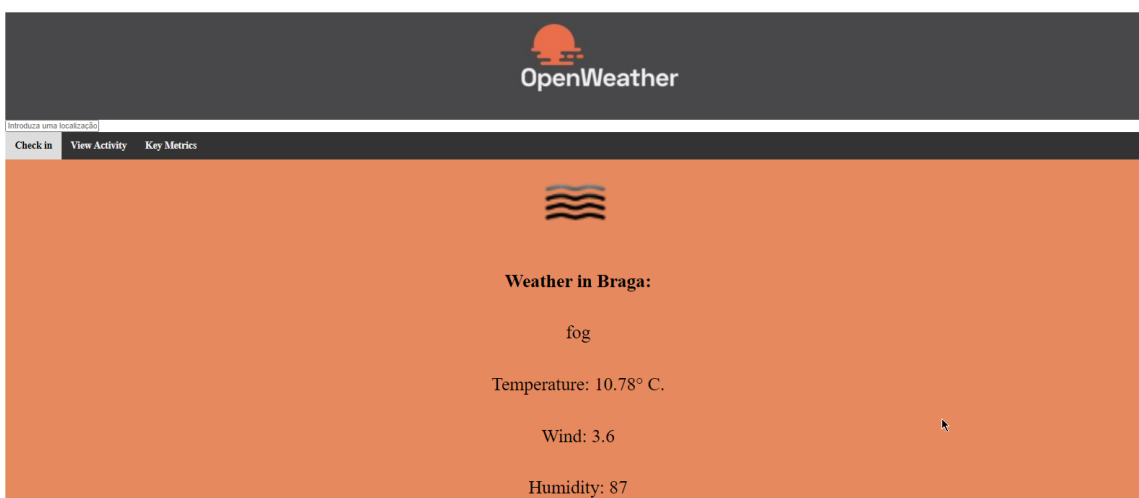 OpenWeather
Introduza uma localização
Check in View Activity Key Metrics
Weather in Braga:
fog
Temperature: 10.78° C.
Wind: 3.6
Humidity: 87